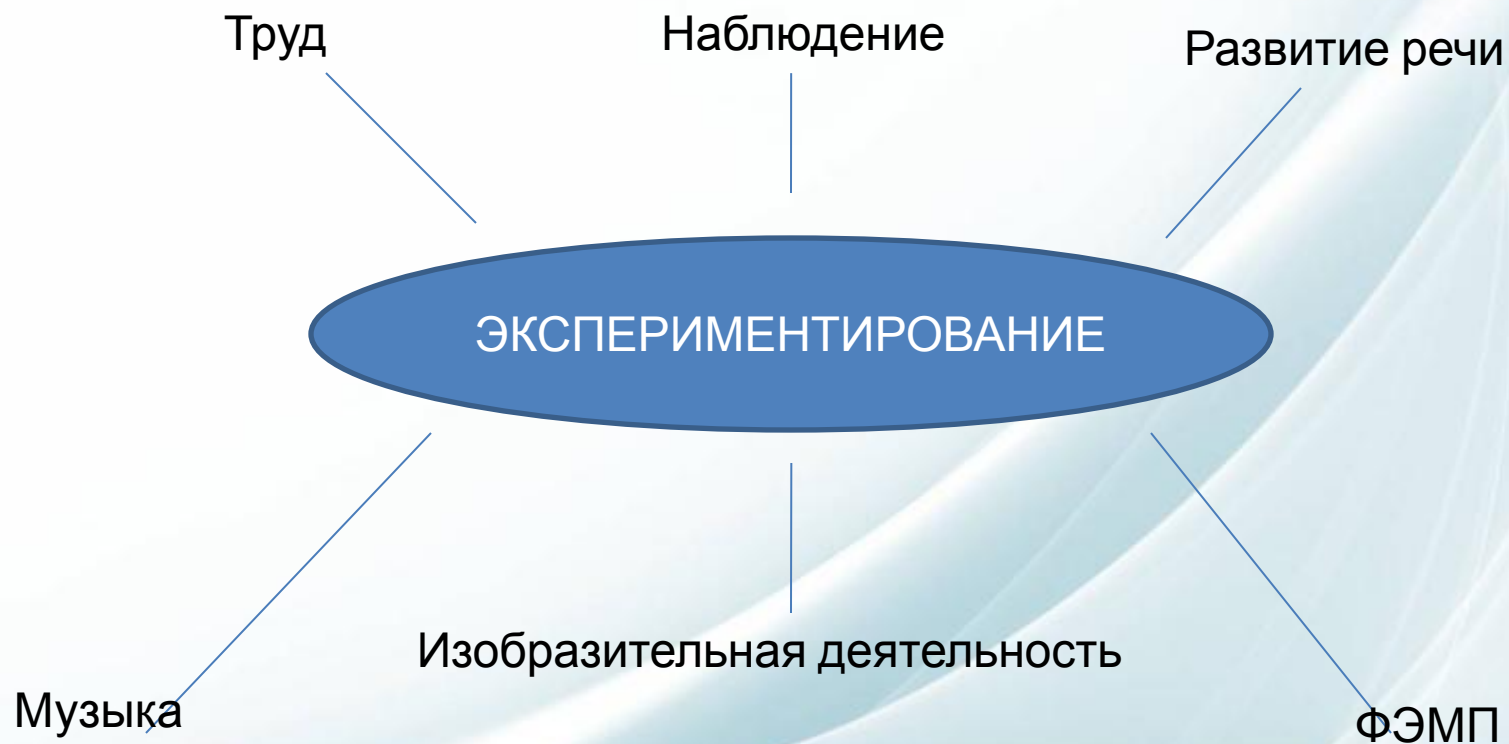 Труд
Наблюдение
Развитие речи
ЭКСПЕРИМЕНТИРОВАНИЕ
Изобразительная деятельность
Музыка
ФЭМП